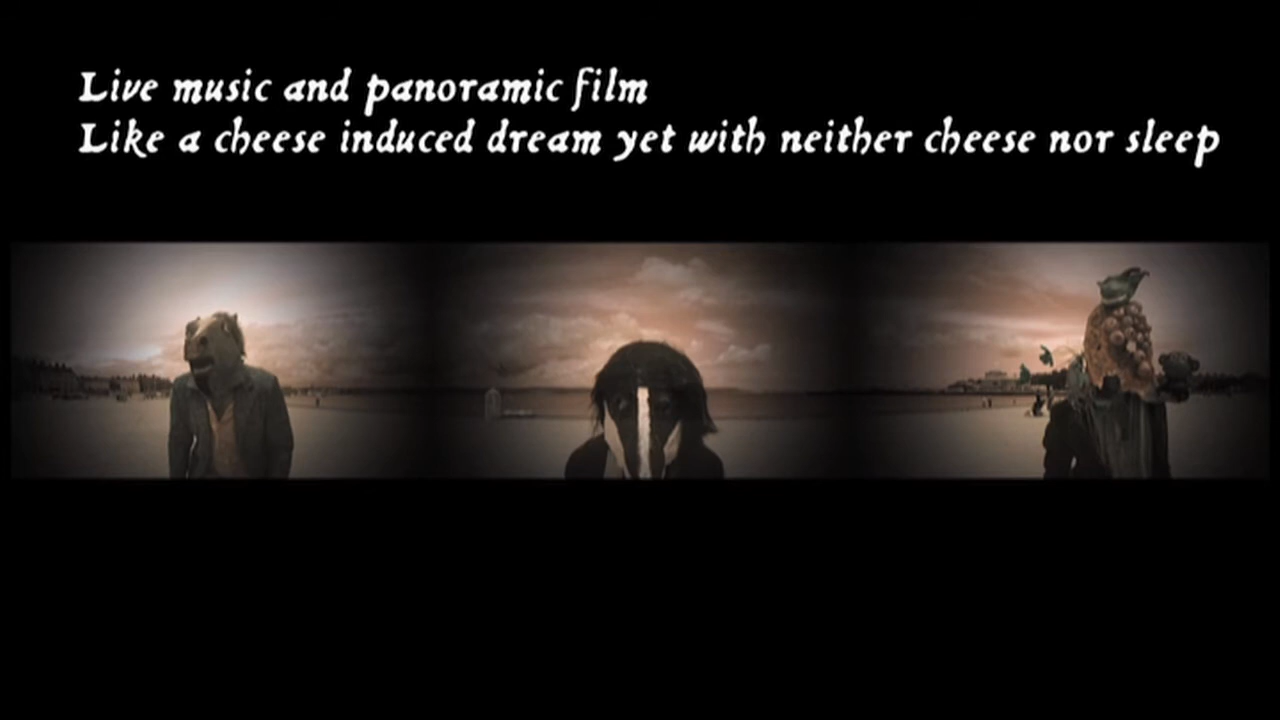 Live music and panoramic film
Like a cheese induced dream yet with neither cheese nor sleep